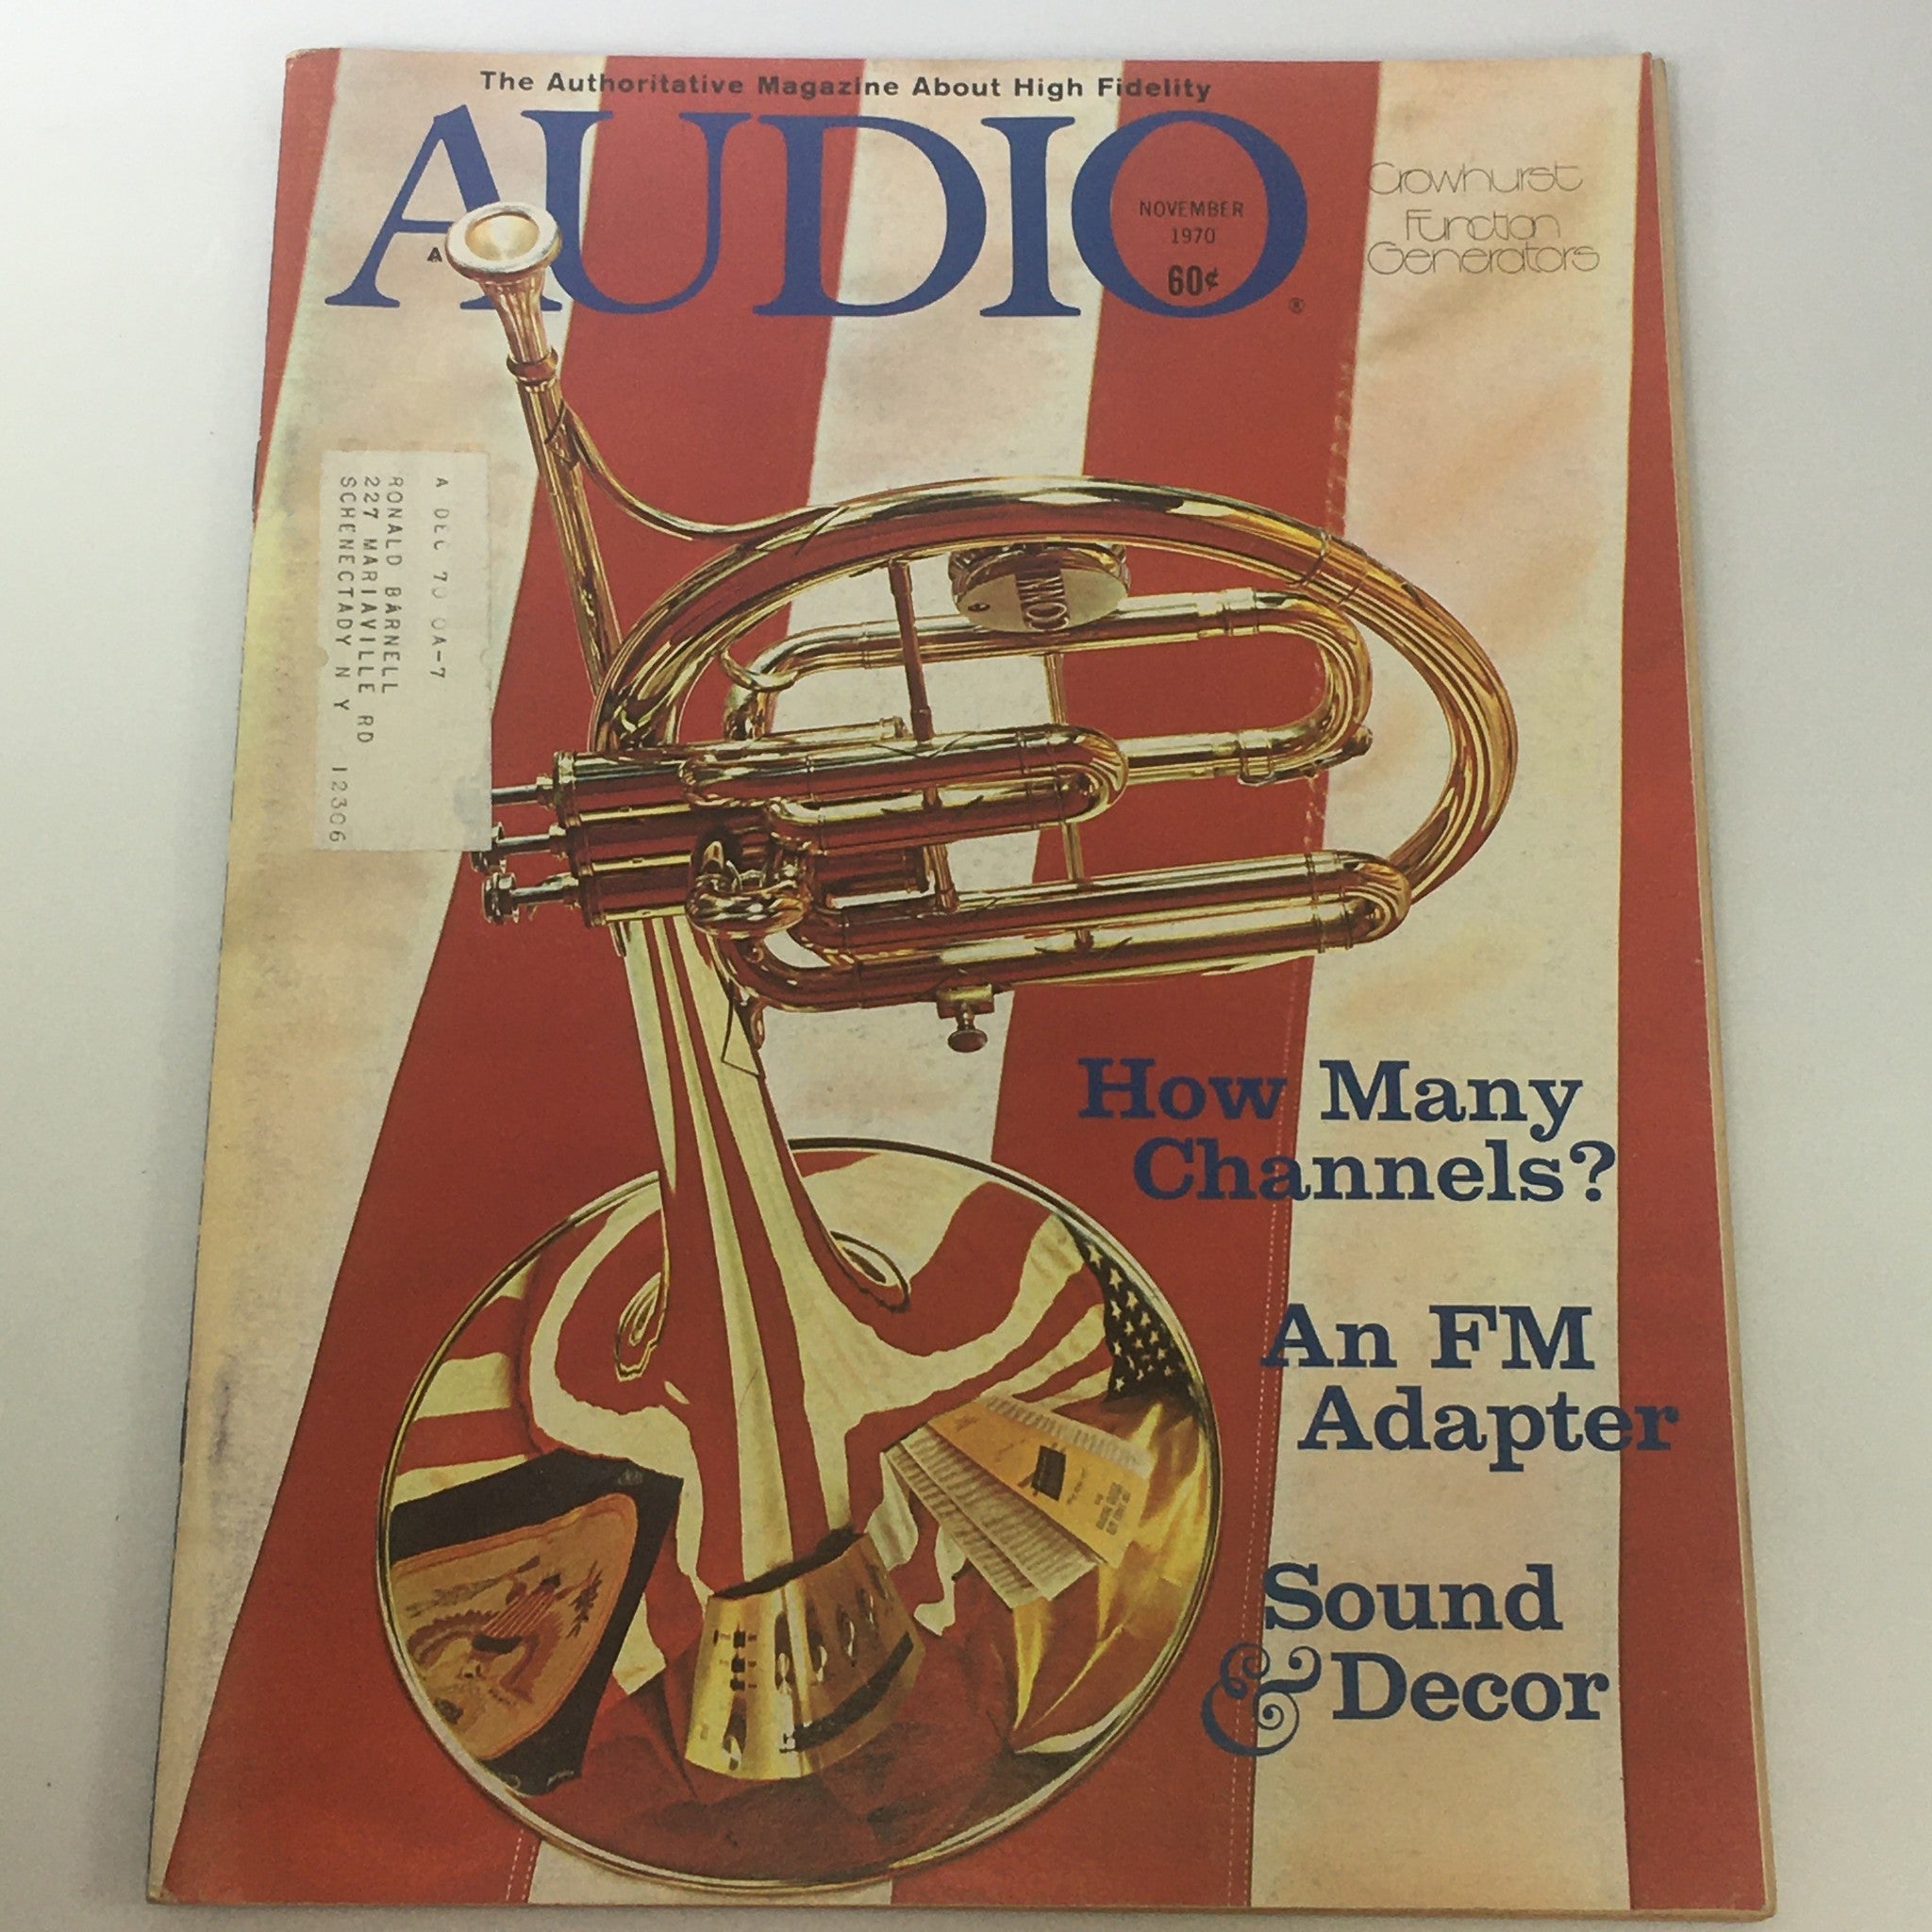 The Authoritative Magazine About High Fidelity
AUDIO
A
NOVEMBER
1970
60¢
®
Crowhurst
Function
Generators
A DEC 70 OA-7
RONALD BARNELL
227 MARIAVILLE RD
SCHENECTADY N Y 12306
CONN
How Many
Channels?
An FM
Adapter
Sound
& Decor